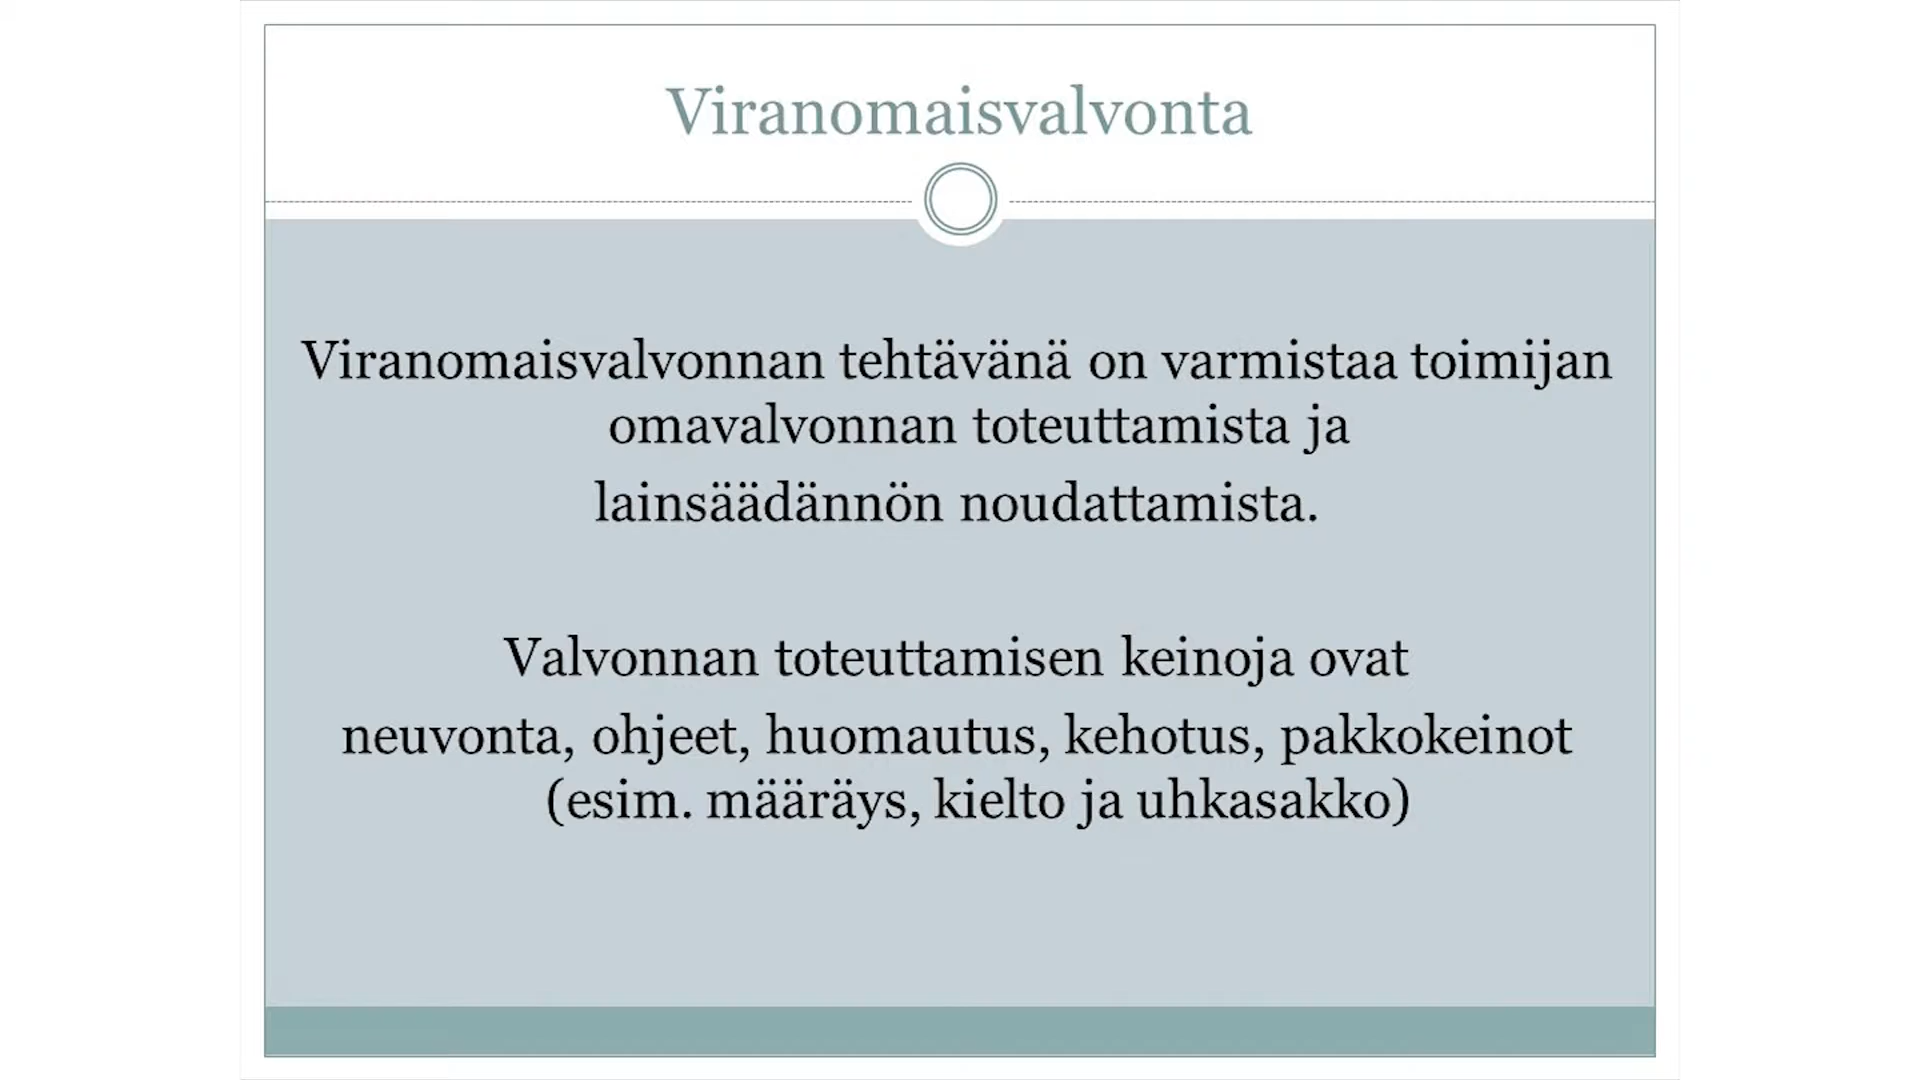 Viranomaisvalvonta
Viranomaisvalvonnan tehtävänä on varmistaa toimijan
omavalvonnan toteuttamista ja
lainsäädännön noudattamista.
Valvonnan toteuttamisen keinoja ovat
neuvonta, ohjeet, huomautus, kehotus, pakkokeinot
(esim. määräys, kielto ja uhkasakko)